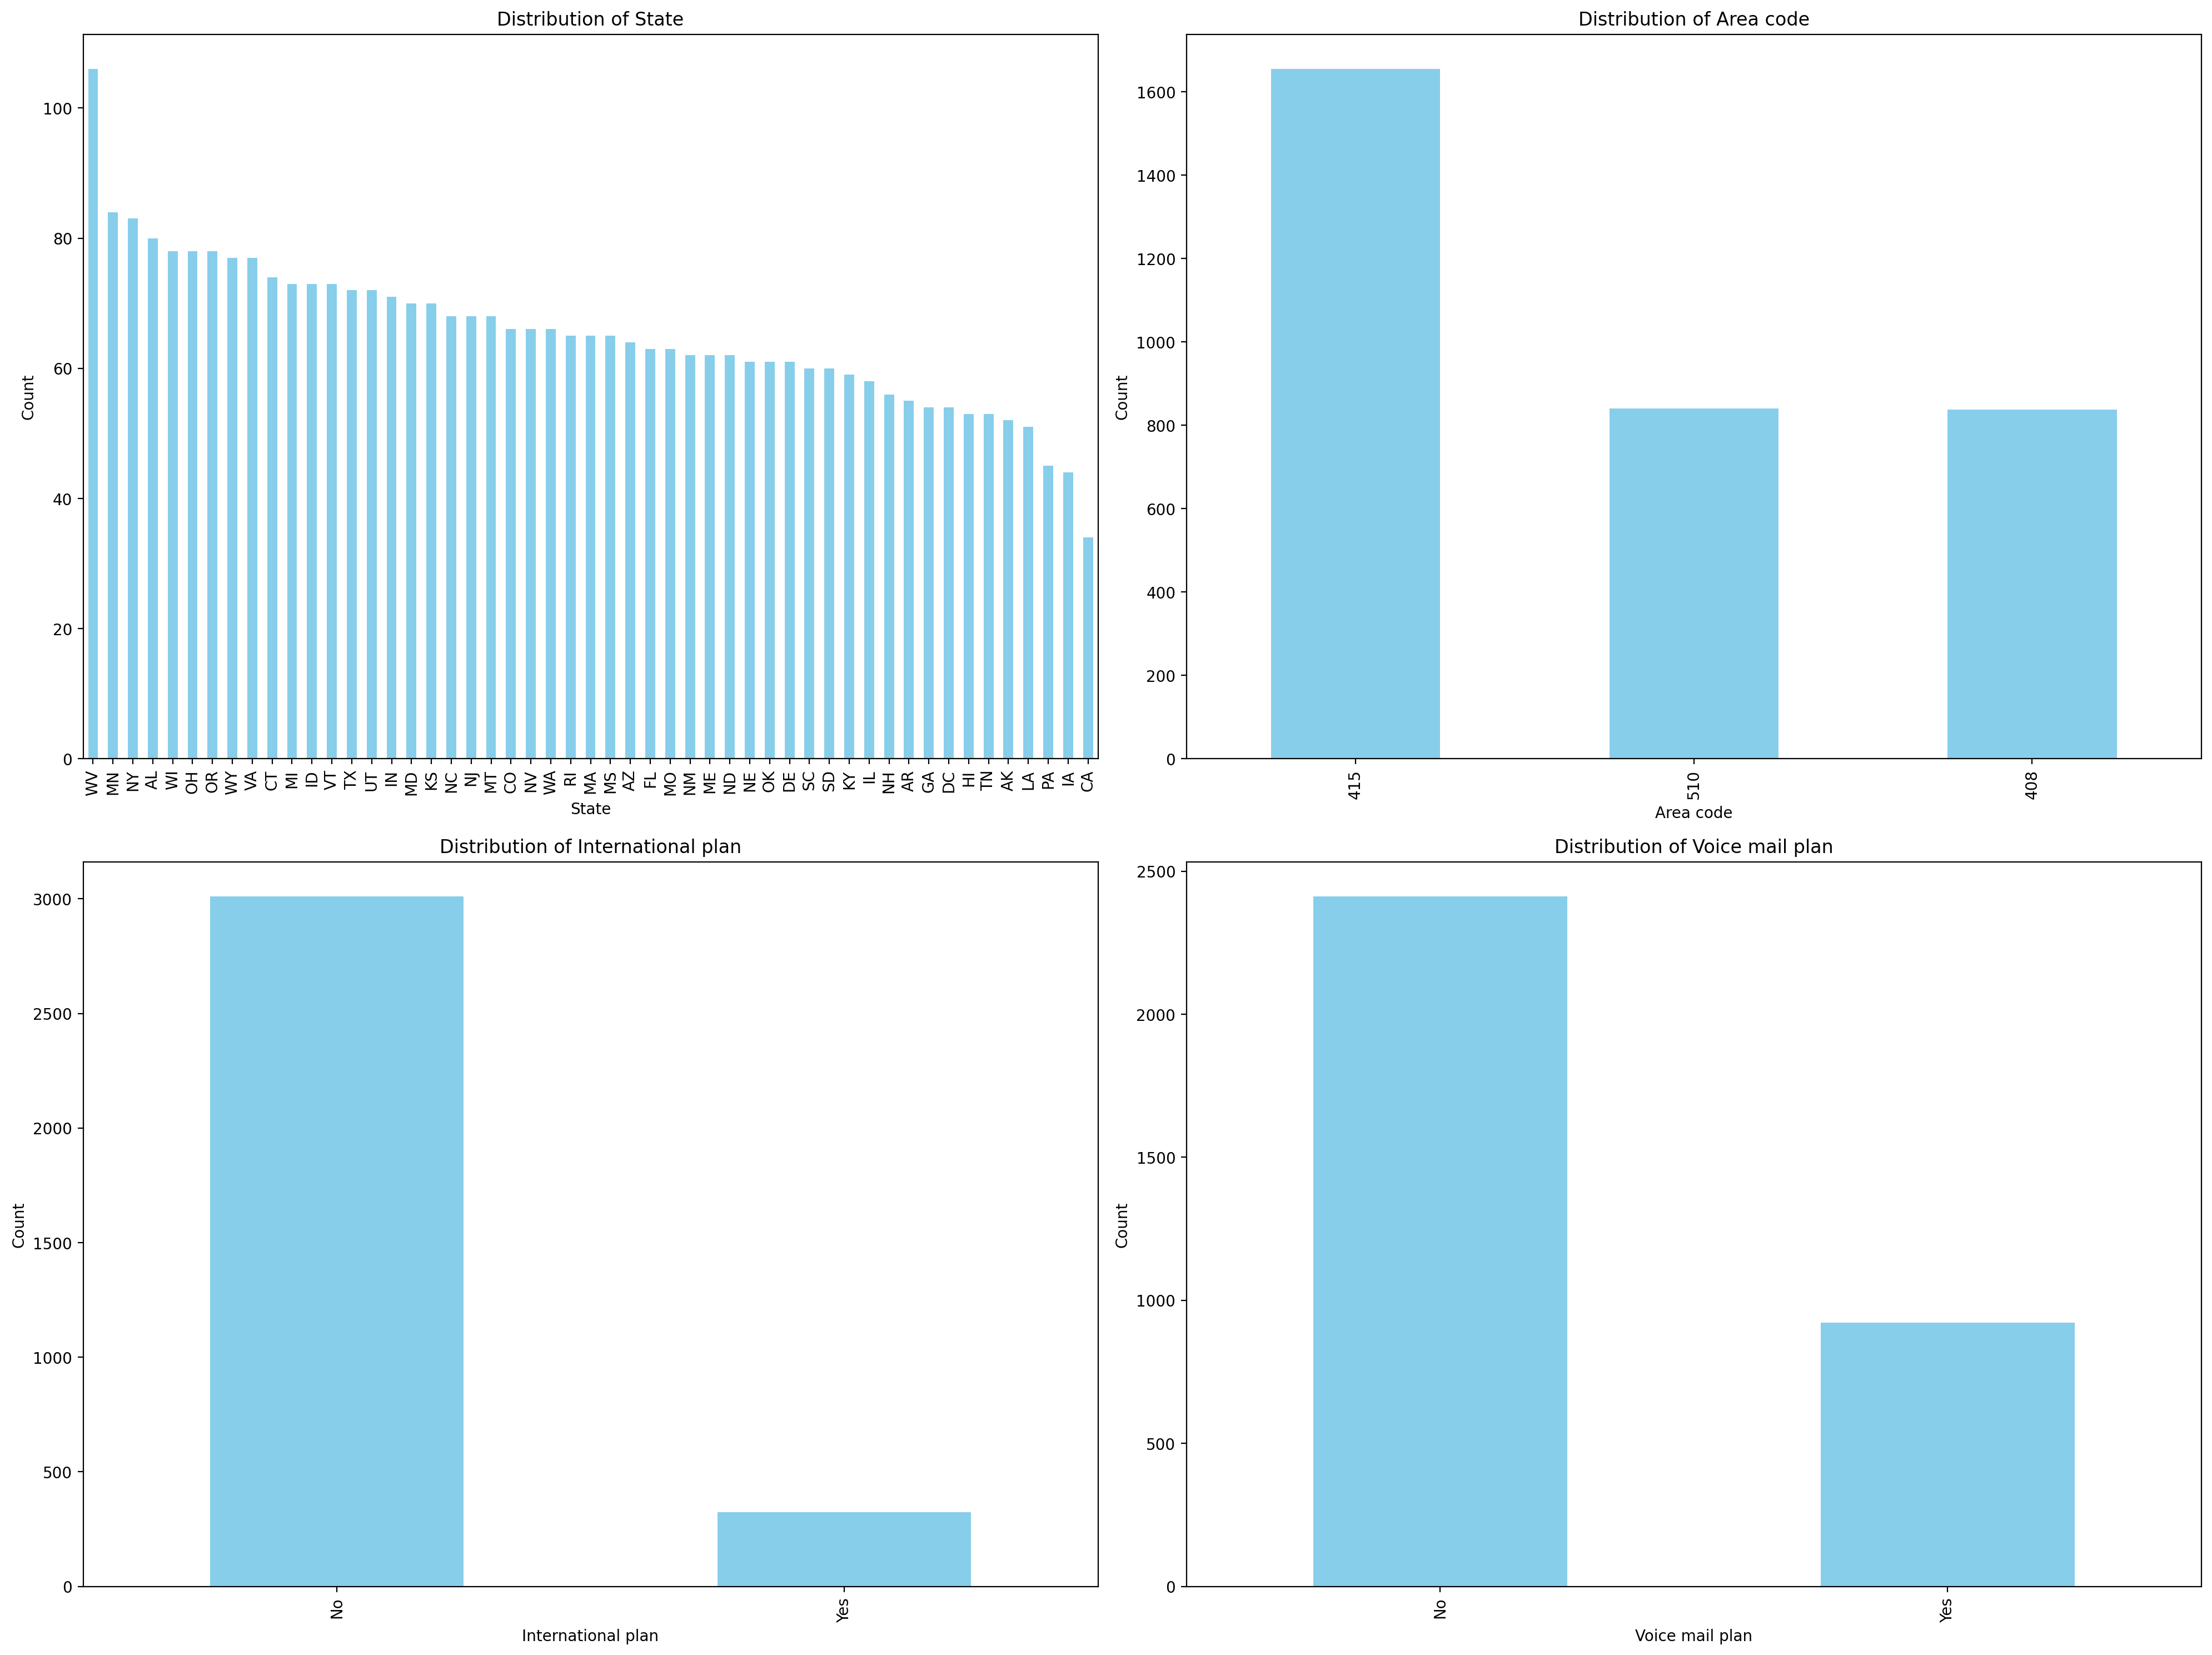 Distribution of State
Count
100
80
60
40
20
0
WV MN NY AL WI OH OR WY VA CT MI ID VT TX UT IN MD KS NC NJ MT CO NV WA RI MA MS AZ FL MO NM ME ND NE OK DE SC SD KY IL NH AR GA DC HI TN AK LA PA IA CA
State
Distribution of Area code
Count
1600
1400
1200
1000
800
600
400
200
0
415 510 408
Area code
Distribution of International plan
Count
3000
2500
2000
1500
1000
500
0
No Yes
International plan
Distribution of Voice mail plan
Count
2500
2000
1500
1000
500
0
No Yes
Voice mail plan